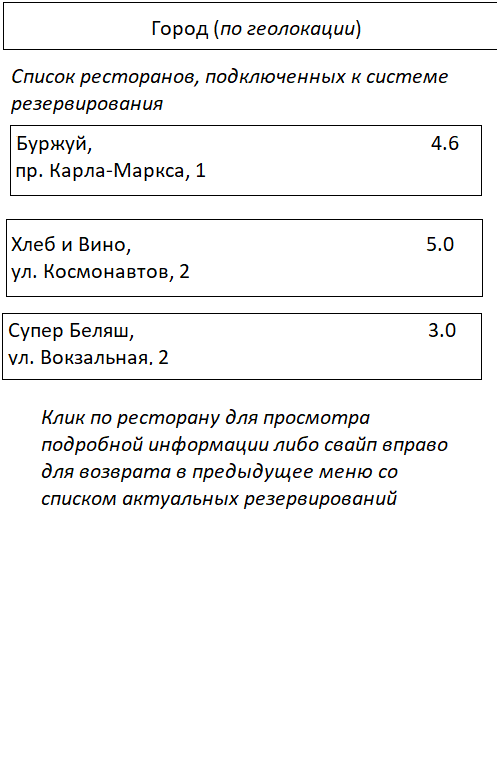 Город (по геолокации)
Список ресторанов, подключенных к системе
резервирования
Буржуй, 4.6
пр. Карла-Маркса, 1
Хлеб и Вино, 5.0
ул. Космонавтов, 2
Супер Беляш, 3.0
ул. Вокзальная, 2
Клик по ресторану для просмотра
подробной информации либо свайп вправо
для возврата в предыдущее меню со
списком актуальных резервирований